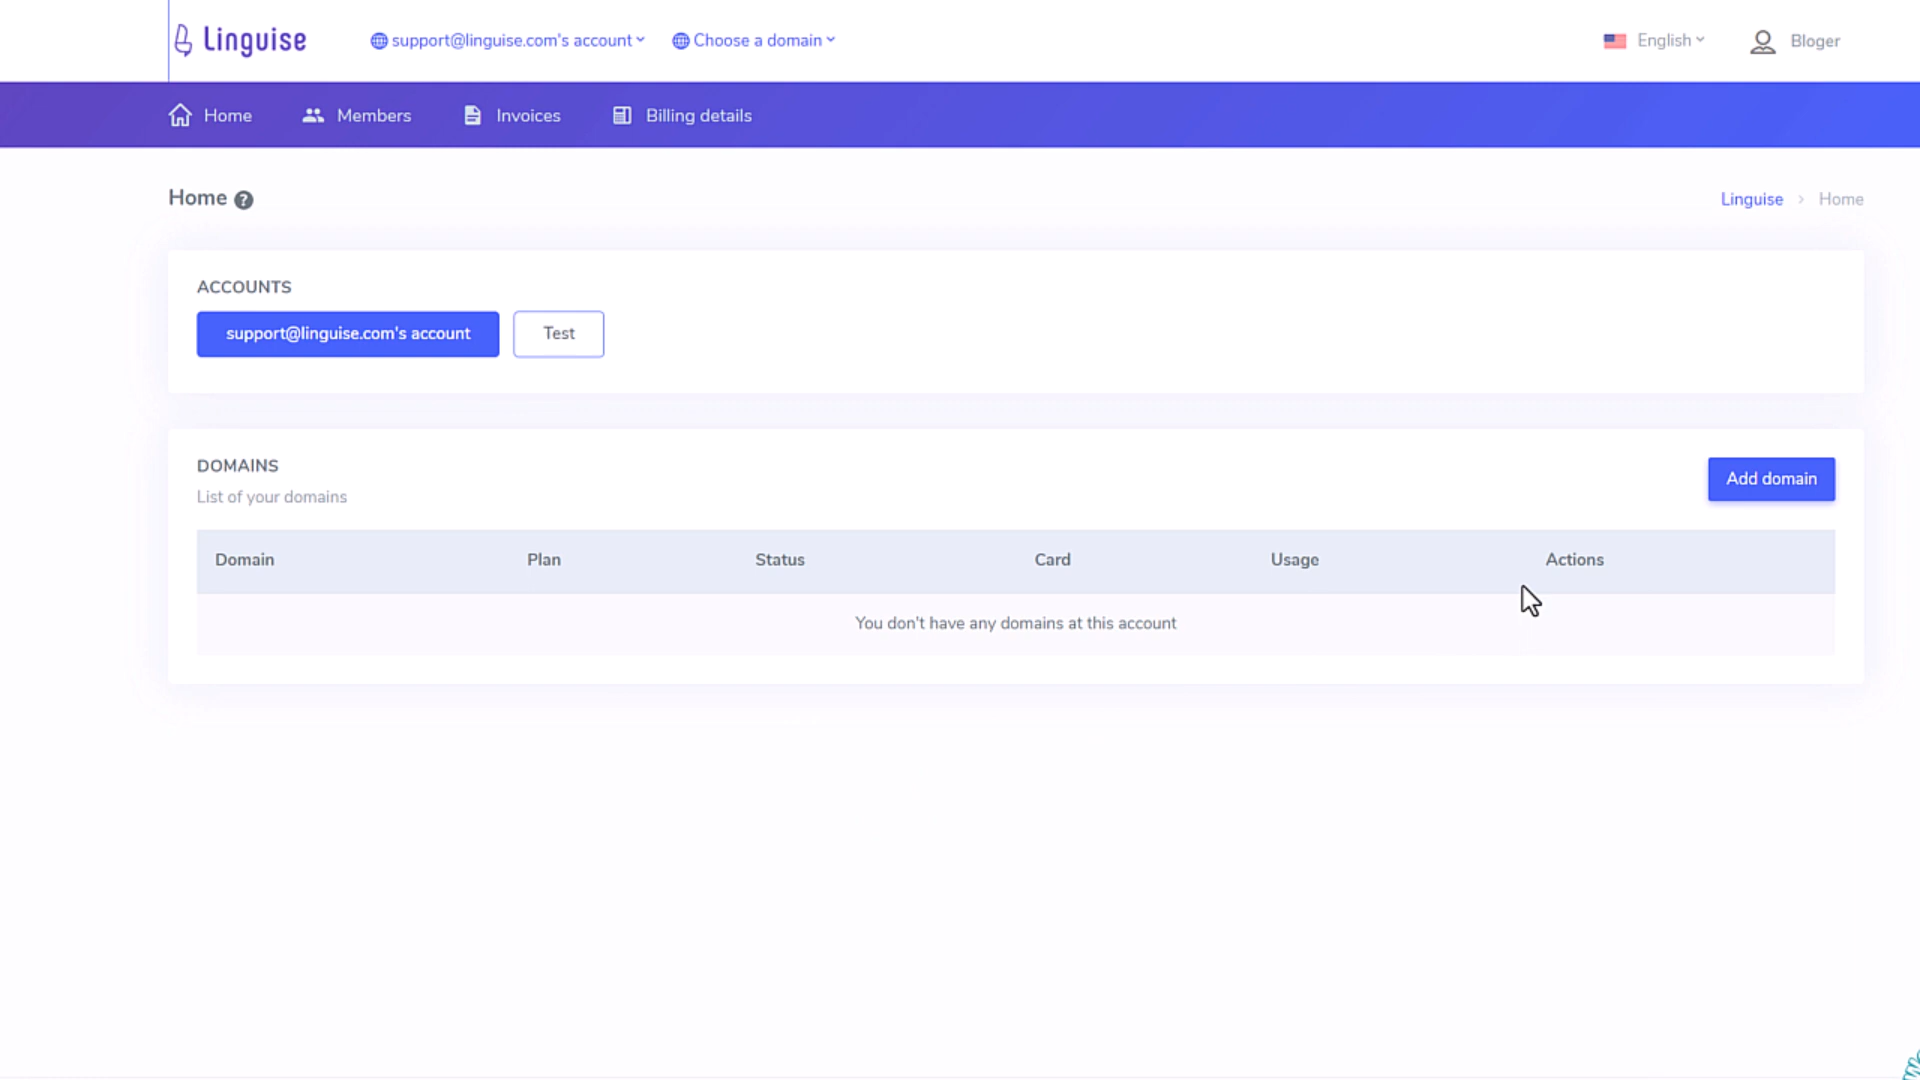 Linguise
support@linguise.com's account
Choose a domain
English
Bloger
Home
Members
Invoices
Billing details
Home ?
Linguise > Home
ACCOUNTS
support@linguise.com's account
Test
DOMAINS
List of your domains
Add domain
Domain Plan Status Card Usage Actions
You don't have any domains at this account